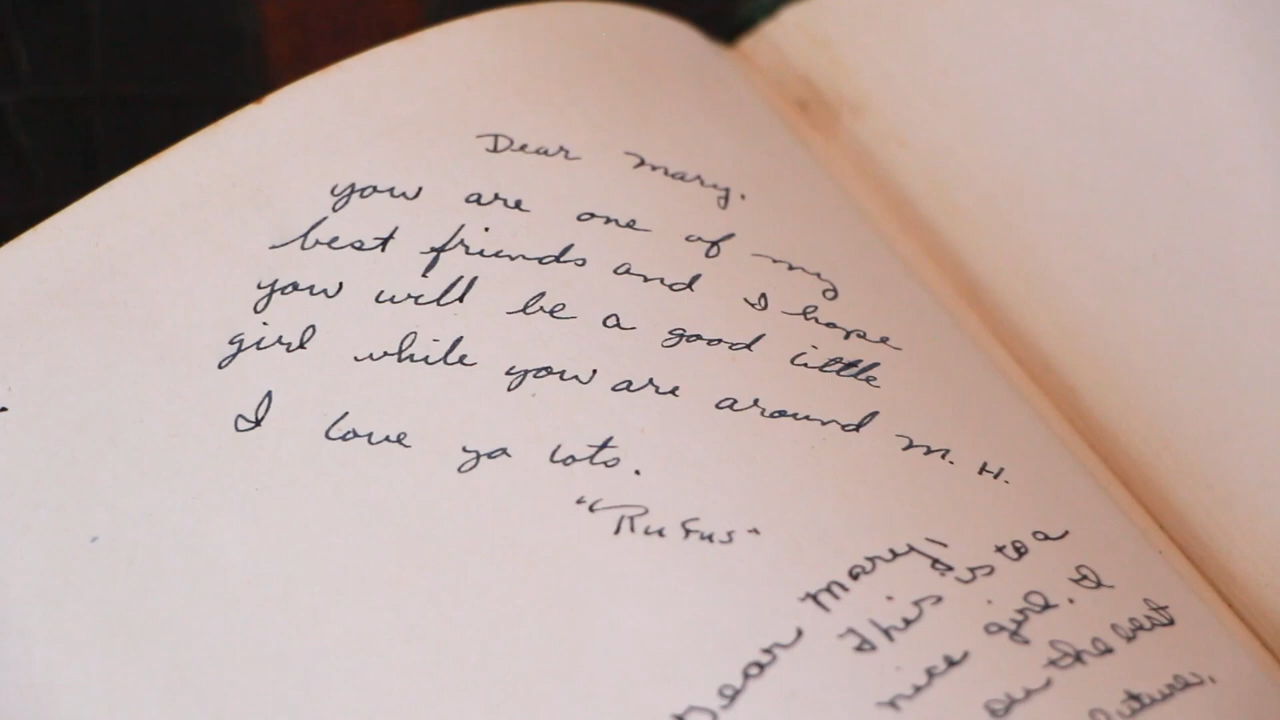 Dear Mary.
you are one of my
best friends and I hope
you will be a good little
girl while you are around M. H.
I love ya lots.
"Rufus"
Dear Mary,
This is to a
nice girl. I
on the best
future.